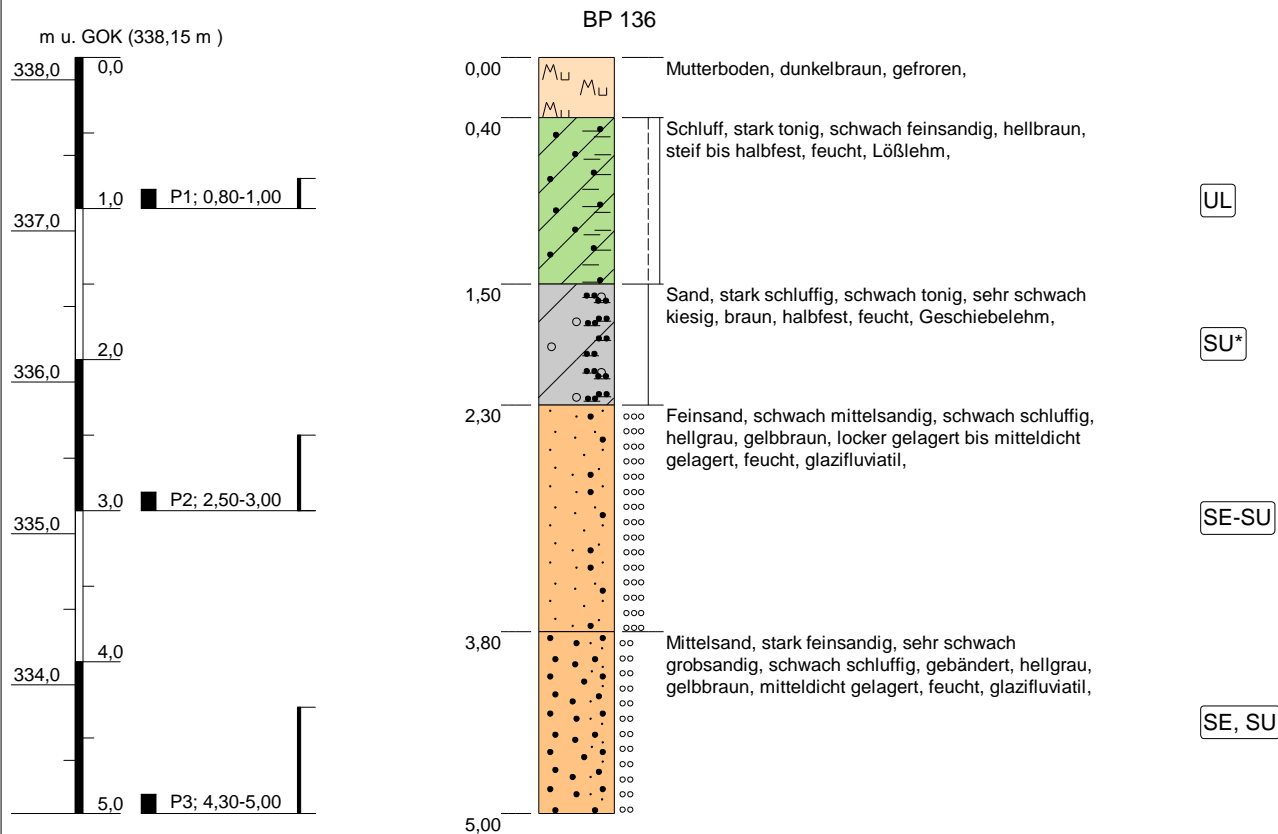 BP 136
m u. GOK (338,15 m )
338,0
0,0
1,0
337,0
2,0
336,0
3,0
335,0
4,0
334,0
5,0
P1; 0,80-1,00
P2; 2,50-3,00
P3; 4,30-5,00
0,00
Mu
Mu
Mu
Mutterboden, dunkelbraun, gefroren,
0,40
Schluff, stark tonig, schwach feinsandig, hellbraun,
steif bis halbfest, feucht, Lößlehm,
UL
1,50
Sand, stark schluffig, schwach tonig, sehr schwach
kiesig, braun, halbfest, feucht, Geschiebelehm,
SU*
2,30
Feinsand, schwach mittelsandig, schwach schluffig,
hellgrau, gelbbraun, locker gelagert bis mitteldicht
gelagert, feucht, glazifluviatil,
SE-SU
3,80
Mittelsand, stark feinsandig, sehr schwach
grobsandig, schwach schluffig, gebändert, hellgrau,
gelbbraun, mitteldicht gelagert, feucht, glazifluviatil,
SE, SU
5,00